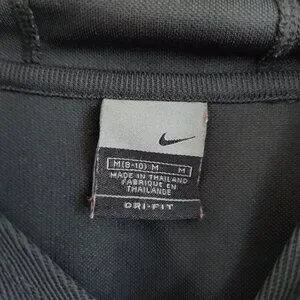 M(8-10) M M
MADE IN THAILAND
FABRIQUE EN
THAILANDE
DRI-FIT